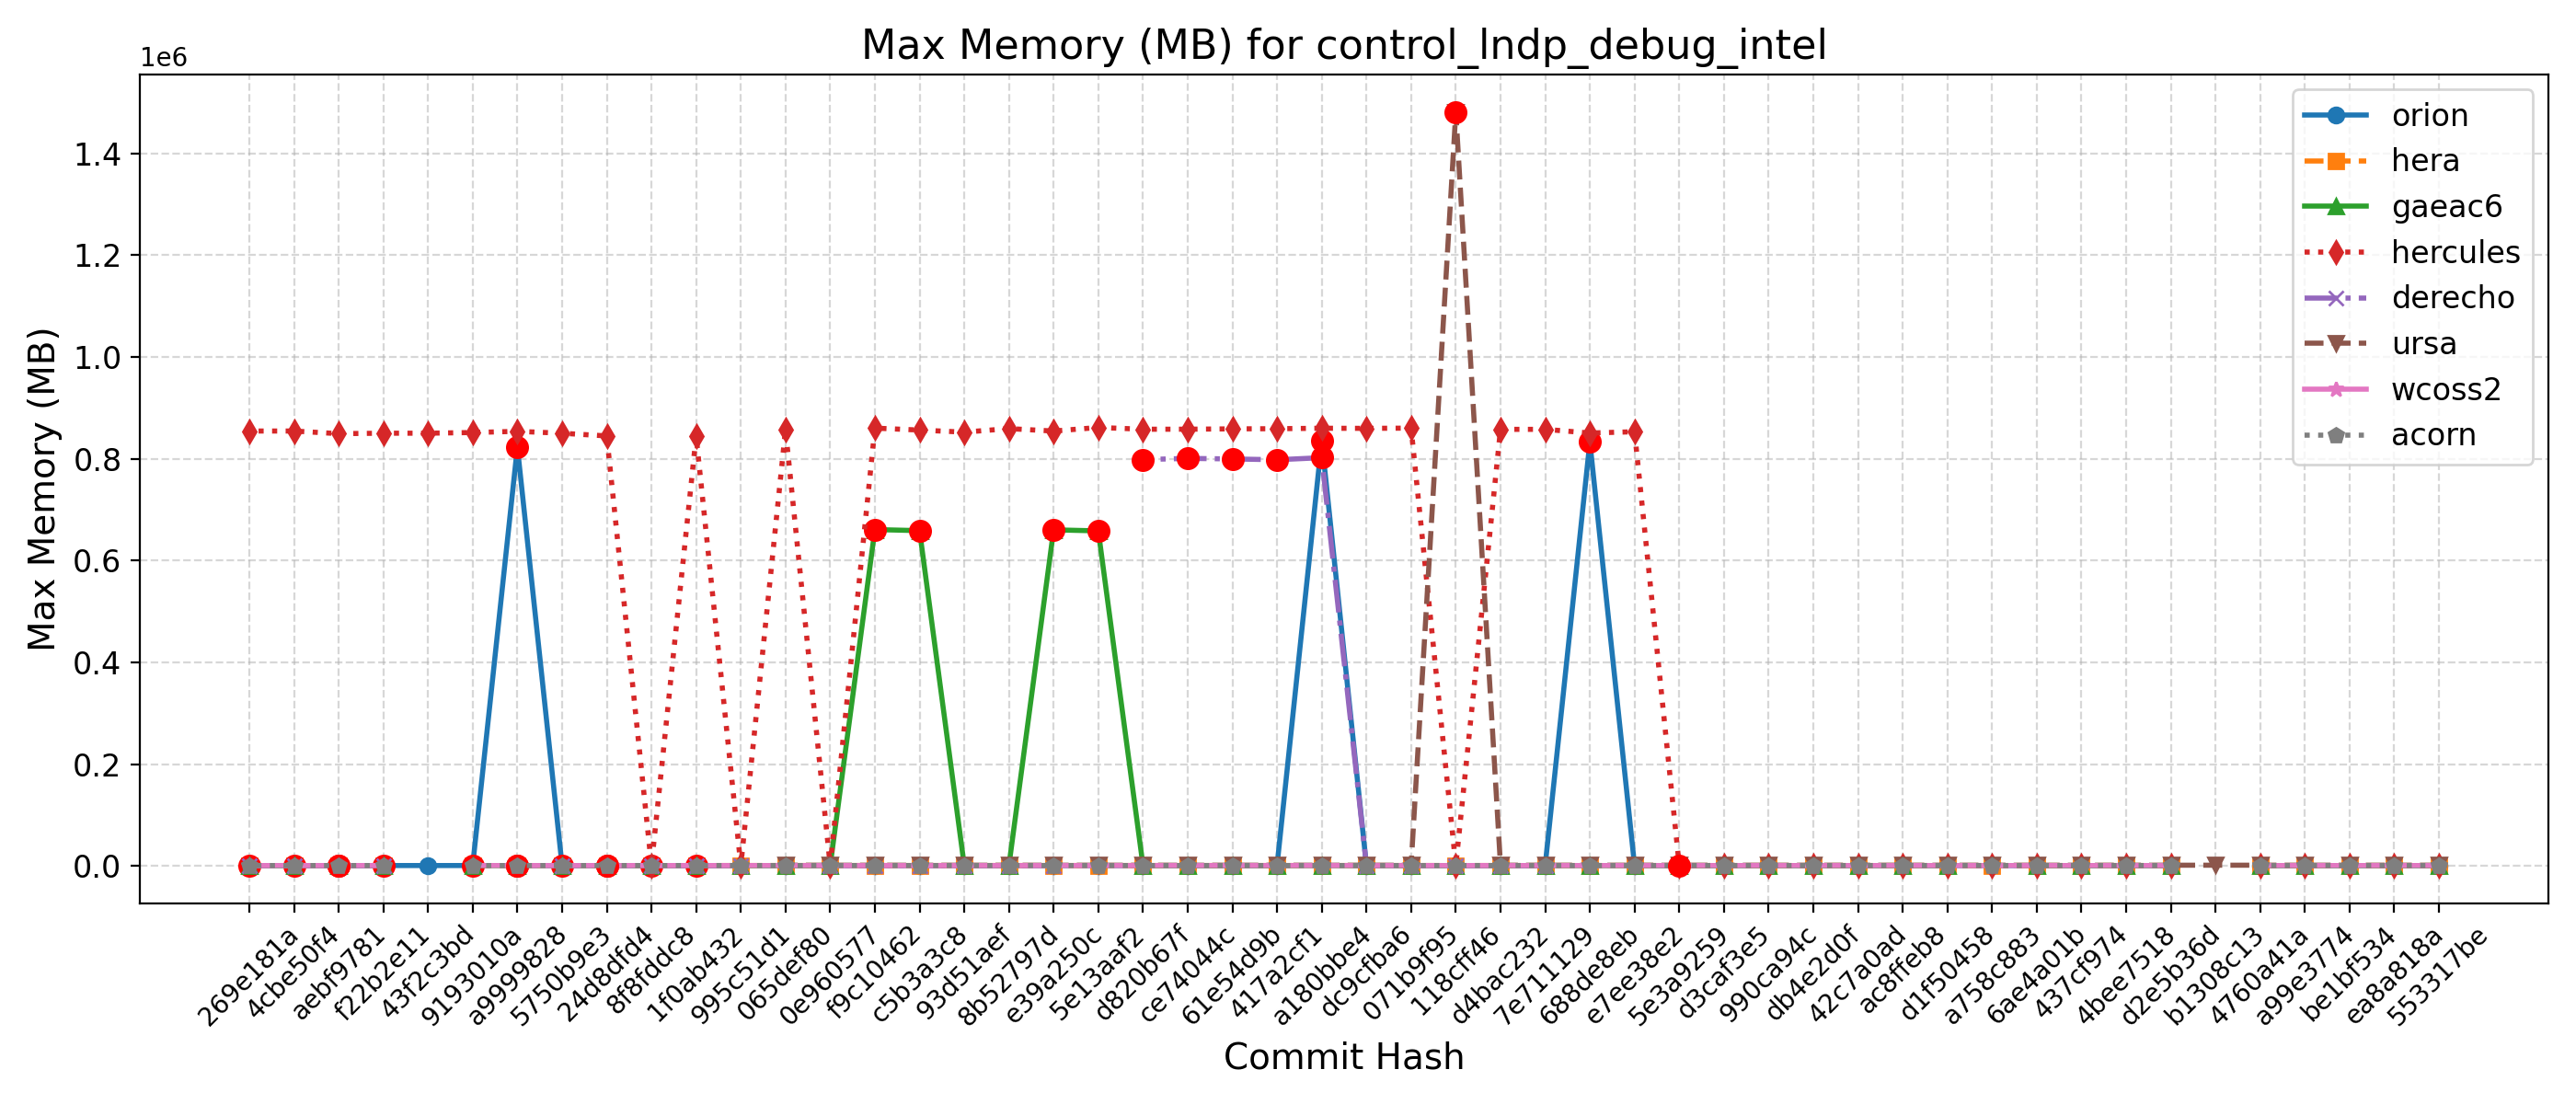 Max Memory (MB) for control_lndp_debug_intel
1e6
1.4
1.2
1.0
0.8
0.6
0.4
0.2
0.0
Max Memory (MB)
orion
hera
gaeac6
hercules
derecho
ursa
wcoss2
acorn
269e181a
4cbe50f4
aebf9781
f22b2e11
43f2c3bd
9193010a
a9999828
5750b9e3
24d8dfd4
8f8fddc8
1f0ab432
995c51d1
065def80
0e960577
f9c10462
c5b3a3c8
93d51aef
8b52797d
e39a250c
5e13aaf2
d820b67f
ce74044c
61e54d9b
417a2cf1
a180bbe4
dc9cfba6
071b9f95
118cff46
d4bac232
7e711129
688de8eb
e7ee38e2
5e3a9259
d3caf3e5
990ca94c
db4e2d0f
42c7a0ad
ac8ffeb8
d1f50458
a758c883
6ae4a01b
437cf974
4bee7518
d2e5b36d
b1308c13
4760a41a
a99e3774
be1bf534
ea8a818a
553317be
Commit Hash